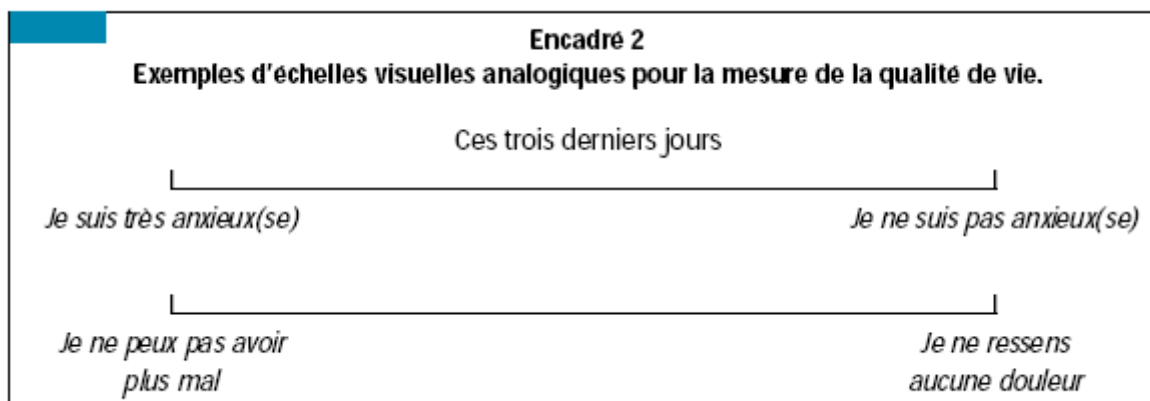 Encadré 2
Exemples d'échelles visuelles analogiques pour la mesure de la qualité de vie.
Ces trois derniers jours
Je suis très anxieux(se) Je ne suis pas anxieux(se)
Je ne peux pas avoir Je ne ressens
plus mal aucune douleur